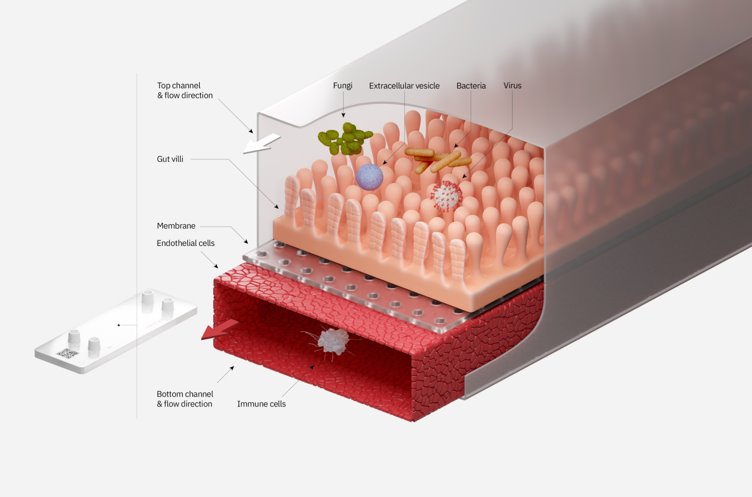 Top channel
& flow direction
Fungi
Extracellular vesicle
Bacteria
Virus
Gut villi
Membrane
Endothelial cells
Bottom channel
& flow direction
Immune cells